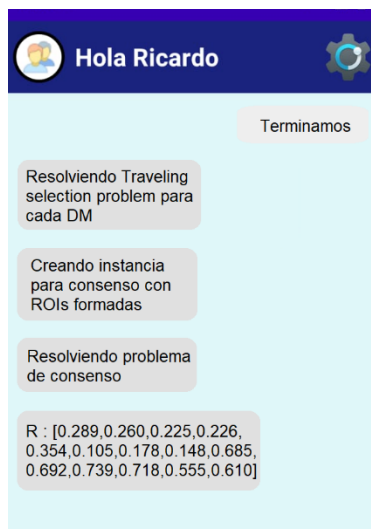 Hola Ricardo
Terminamos
Resolviendo Traveling
selection problem para
cada DM
Creando instancia
para consenso con
ROIs formadas
Resolviendo problema
de consenso
R : [0.289,0.260,0.225,0.226,
0.354,0.105,0.178,0.148,0.685,
0.692,0.739,0.718,0.555,0.610]